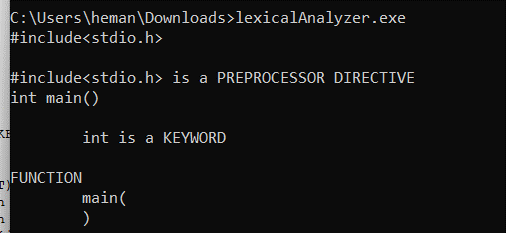 C:\Users\heman\Downloads>lexicalAnalyzer.exe
#include<stdio.h>
#include<stdio.h> is a PREPROCESSOR DIRECTIVE
int main()
int is a KEYWORD
FUNCTION
main(
)